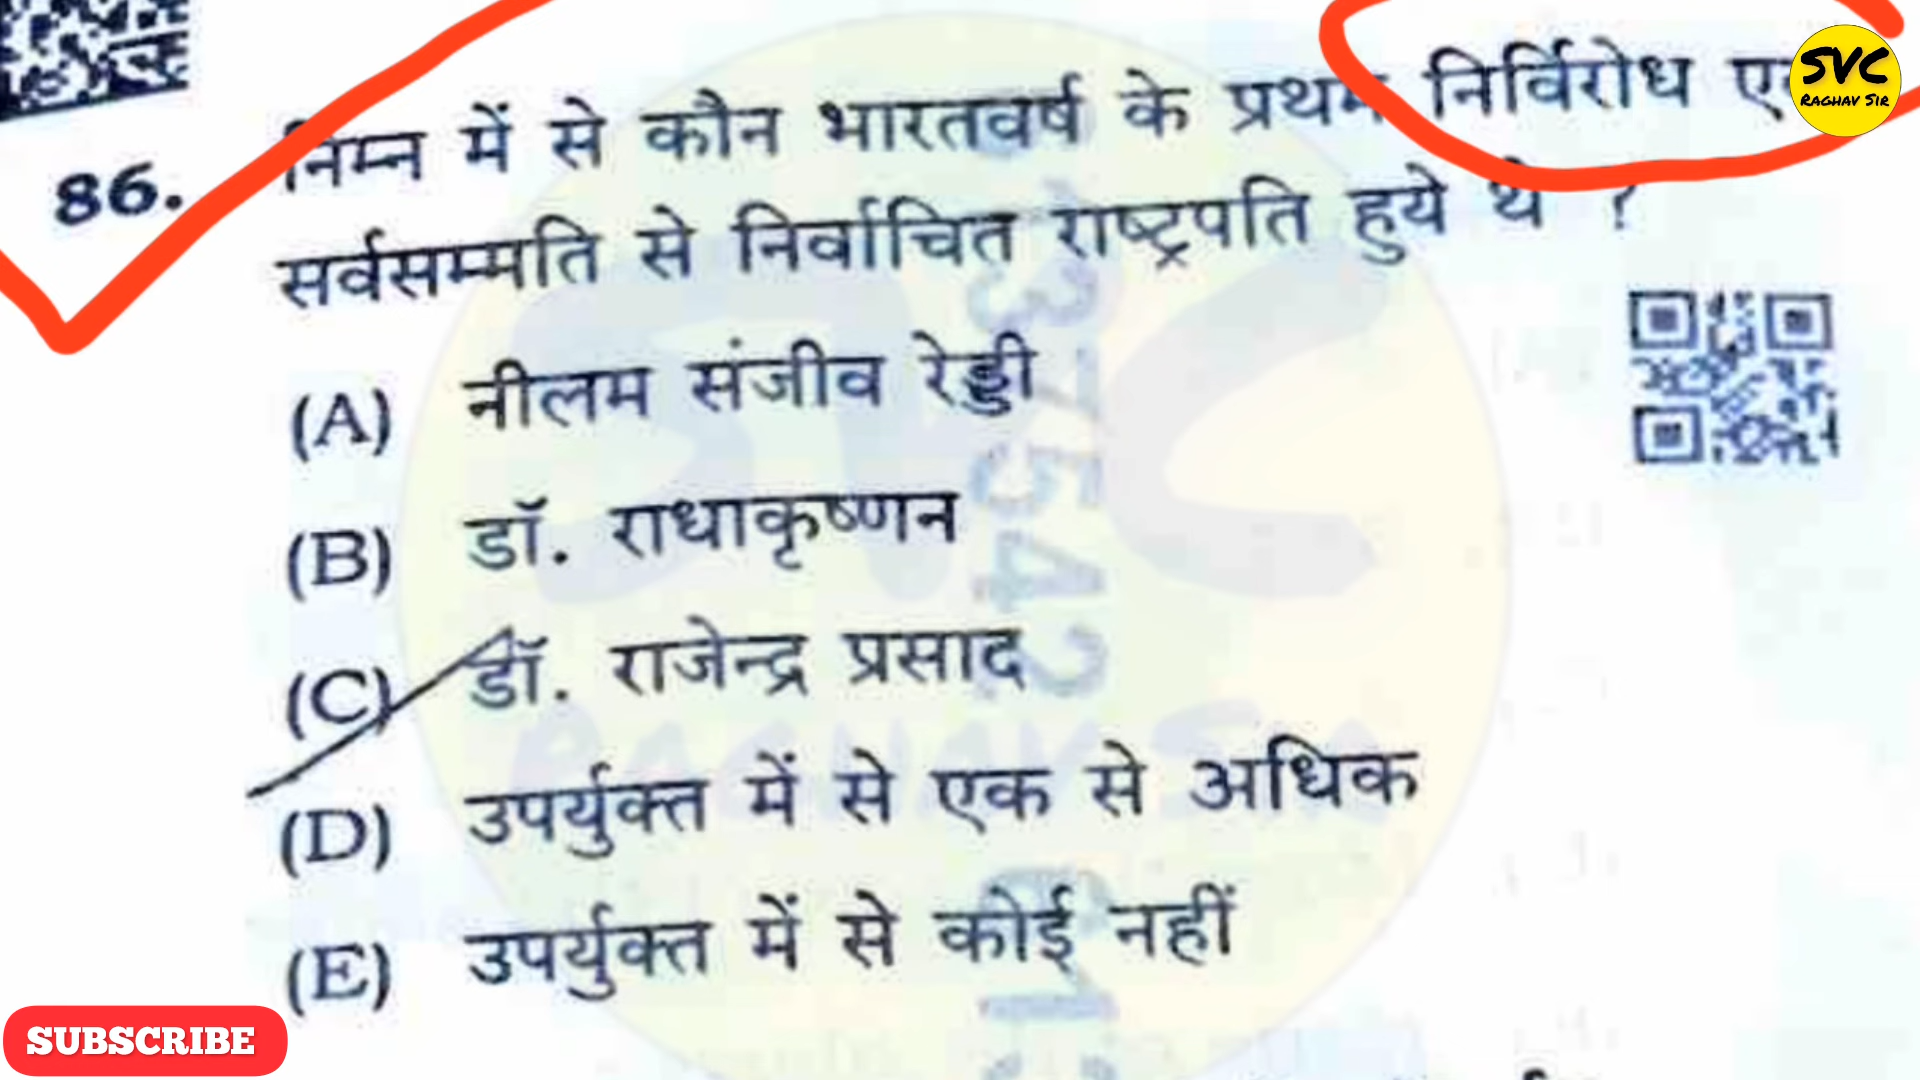 SVC
RAGHAV SIR
86. निम्न में से कौन भारतवर्ष के प्रथम निर्विरोध
सर्वसम्मति से निर्वाचित राष्ट्रपति हुये थे ?
(A) नीलम संजीव रेड्डी
(B) डॉ. राधाकृष्णन
(C) डॉ. राजेन्द्र प्रसाद
(D) उपर्युक्त में से एक से अधिक
(E) उपर्युक्त में से कोई नहीं
SUBSCRIBE